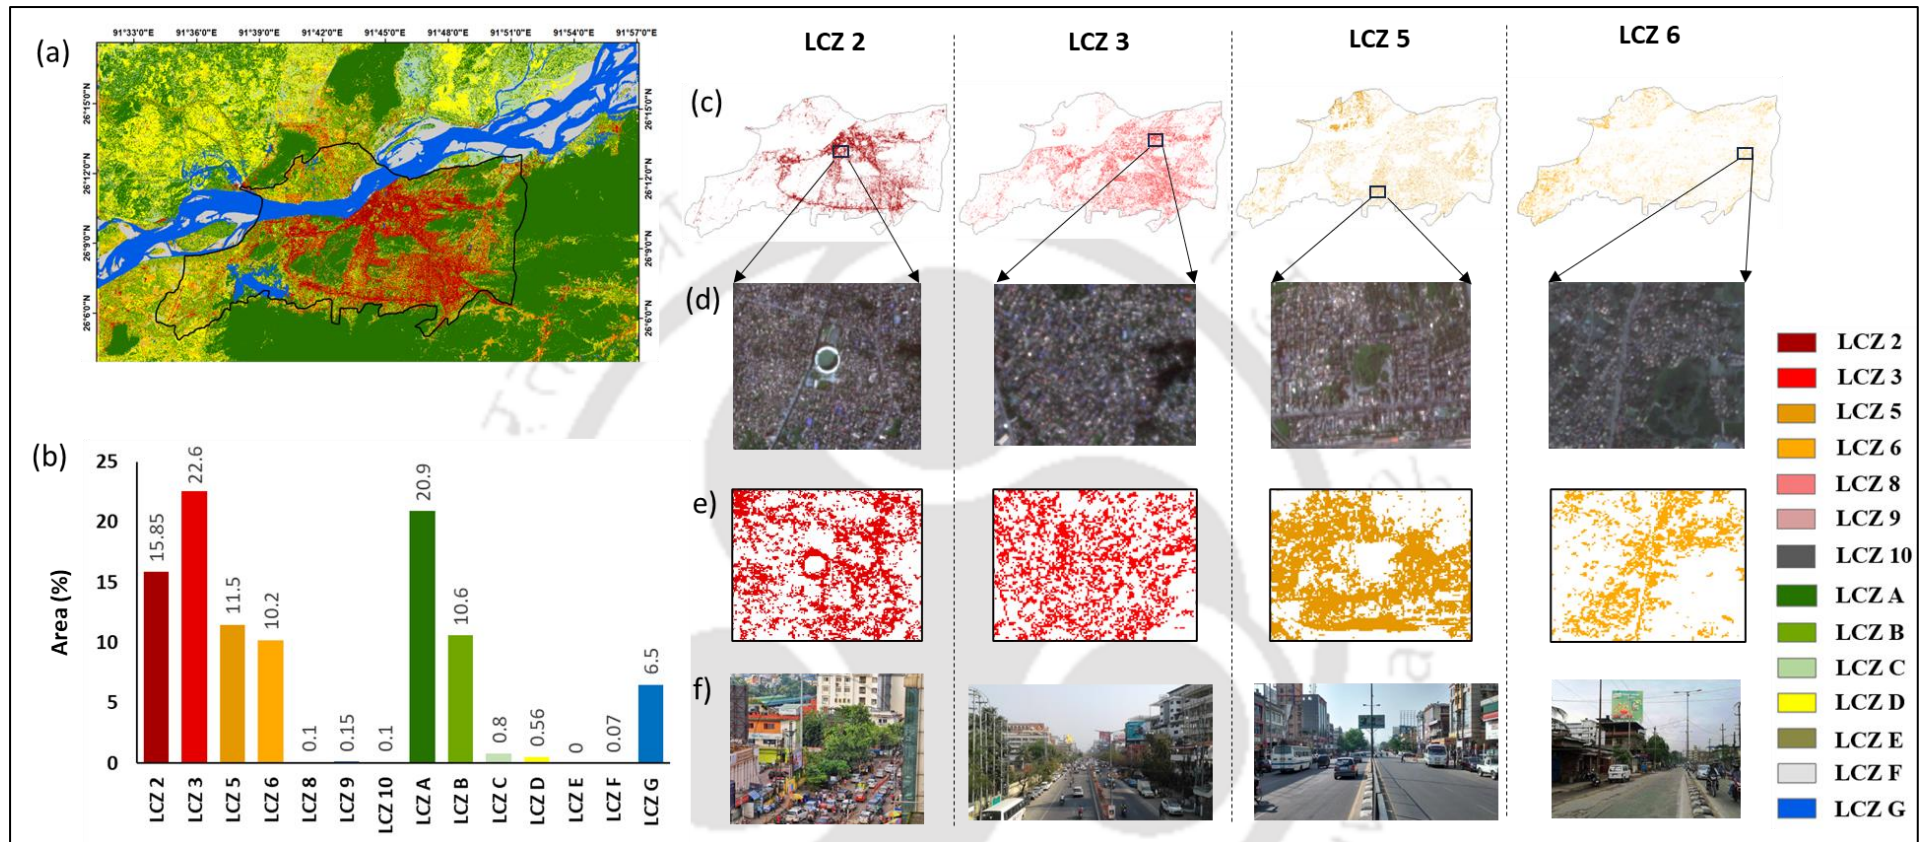 (a)
91°33'0"E 91°36'0"E 91°39'0"E 91°42'0"E 91°45'0"E 91°48'0"E 91°51'0"E 91°54'0"E 91°57'0"E
26°15'0"N 26°15'0"N
26°12'0"N 26°12'0"N
26°9'0"N 26°9'0"N
26°6'0"N 26°6'0"N
(b)
Area (%)
25
20
15
10
5
0
15.85 22.6 11.5 10.2 0.1 0.15 0.1 20.9 10.6 0.8 0.56 0 0.07 6.5
LCZ 2 LCZ 3 LCZ 5 LCZ 6 LCZ 8 LCZ 9 LCZ 10 LCZ A LCZ B LCZ C LCZ D LCZ E LCZ F LCZ G
LCZ 2 LCZ 3 LCZ 5 LCZ 6
(c)
(d)
e)
f)
LCZ 2
LCZ 3
LCZ 5
LCZ 6
LCZ 8
LCZ 9
LCZ 10
LCZ A
LCZ B
LCZ C
LCZ D
LCZ E
LCZ F
LCZ G